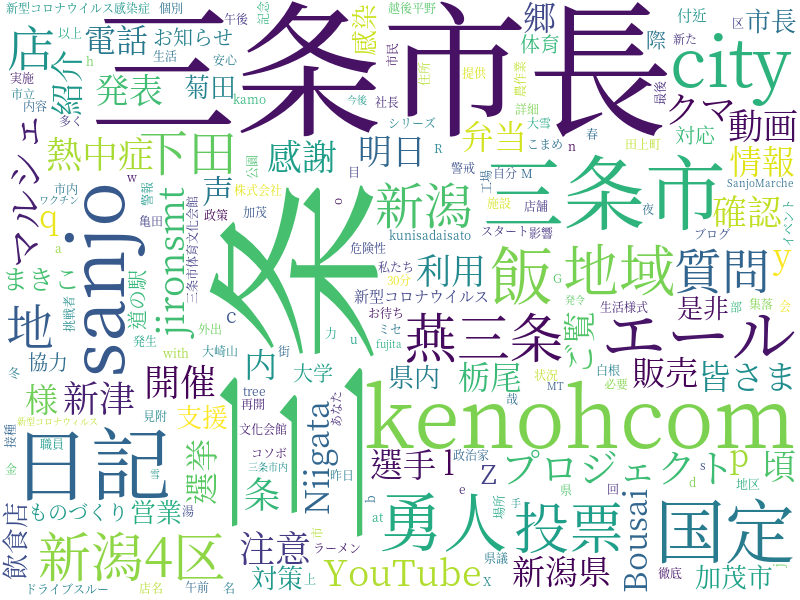 新型コロナウイルス感染症
個別
午後
記念
越後平野
付近
区
市長
三条市長
店
紹介
以上
電話
お知らせ
生活
h
安心
感染
市民
住所
提供
農作業
郷
体育
際
新た
city
実施
発表
菊田
kamo
市立
内容
多く
今後
社長
シリーズ
詳細
大雪
最後
クマ
動画
マルシェ
熱中症
下田
感謝
明日
R
弁当
こまめ
n
春
対応
田上町
情報
sanjo
w
市内
ワクチン
警報
公園
株式会社
声
政策
加茂
目
警戒
工場
自分
M
施設
店舗
夜
三条市
SanjoMarche
イベント
確認
q
a
亀田
三条市体育文化会館
jironsmt
三条
o
新潟
kunisadaisato
スタート
影響
ブログ
y
まきこ
道の駅
危険性
私たち
30分
利用
飯
地域
G
発令
質問
地
挑戦者
発生
c
外出
新型コロナウイルス
お待ち
生活様式
是非
部
集落
会
協力
with
大崎山
街
力
u
ミセ
fujita
燕三条
ご覧
エール
冬
様
新津
開催
内
tree
再開
大学
県内
栃尾
状況
MT
白根
必要
販売
皆さま
新型コロナウィルス
見附
支援
Niigata
あなた
kenohcom
接種
金
職員
日記
選挙
文化会館
コソボ
三条市内
昨日
選手
l
政治家
哉
Z
プロジェクト
s
d
p
頃
地区
飲食店
ものづくり
営業
湯
条
b
at
e
勇人
場所
手
回
県
投票
Bousai
国定
新潟4区
注意
市
ラーメン
YouTube
県議
X
新潟県
徹底
加茂市
j
ドライブスルー
店名
午前
名
対策
上